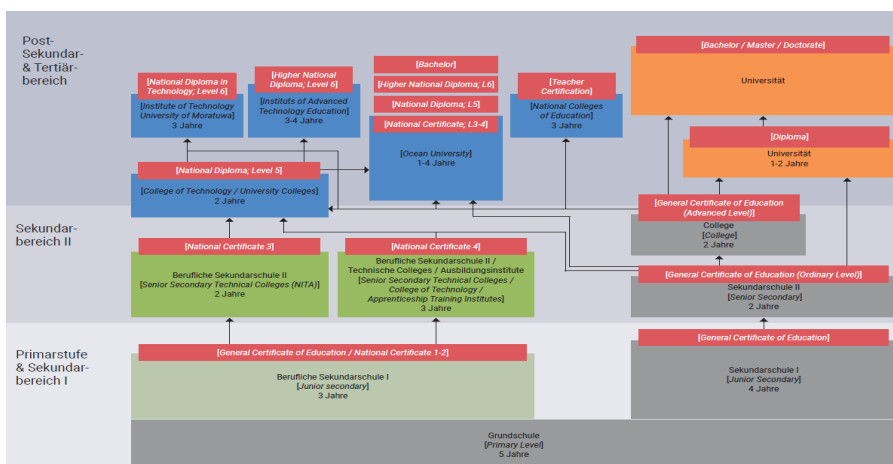 Post-
Sekundar-
& Tertiär-
bereich
[National Diploma in
Technology; Level 6]
[Institute of Technology
University of Moratuwa]
3 Jahre
[Higher National
Diploma; Level 6]
[Instituts of Advanced
Technology Education]
3-4 Jahre
[Bachelor]
[Higher National Diploma; L6]
[National Diploma; L5]
[National Certificate; L3-4]
[Ocean University]
1-4 Jahre
[Teacher
Certification]
[National Colleges
of Education]
3 Jahre
[Bachelor / Master / Doctorate]
Universität
[Diploma]
Universität
1-2 Jahre
[National Diploma; Level 5]
[College of Technology / University Colleges]
2 Jahre
[General Certificate of Education
(Advanced Level)]
College
[College]
2 Jahre
Sekundar-
bereich II
[National Certificate 3]
Berufliche Sekundarschule II
[Senior Secondary Technical Colleges (NITA)]
2 Jahre
[National Certificate 4]
Berufliche Sekundarschule II /
Technische Colleges / Ausbildungsinstitute
[Senior Secondary Technical Colleges /
College of Technology /
Apprenticeship Training Institutes]
3 Jahre
[General Certificate of Education (Ordinary Level)]
Sekundarschule II
[Senior Secondary]
2 Jahre
Primarstufe
& Sekundar-
bereich I
[General Certificate of Education / National Certificate 1-2]
Berufliche Sekundarschule I
[Junior secondary]
3 Jahre
[General Certificate of Education]
Sekundarschule I
[Junior Secondary]
4 Jahre
Grundschule
[Primary Level]
5 Jahre